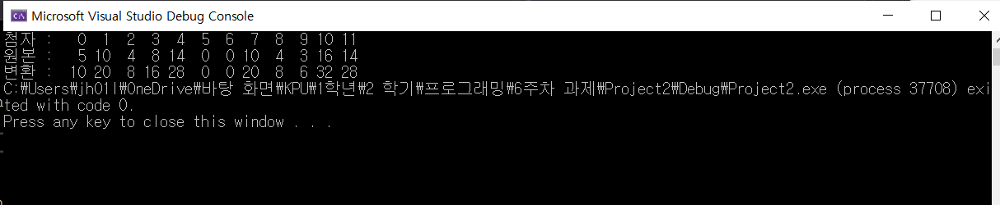 Microsoft Visual Studio Debug Console
첨자 : 0 1 2 3 4 5 6 7 8 9 10 11
원본 : 5 10 4 8 14 0 0 10 4 3 16 14
변환 : 10 20 8 16 28 0 0 20 8 6 32 28
C:₩Users₩jh01l₩OneDrive₩바탕 화면₩KPU₩1학년₩2 학기₩프로그래밍₩6주차 과제₩Project2₩Debug₩Project2.exe (process 37708) exi
ted with code 0.
Press any key to close this window . . .